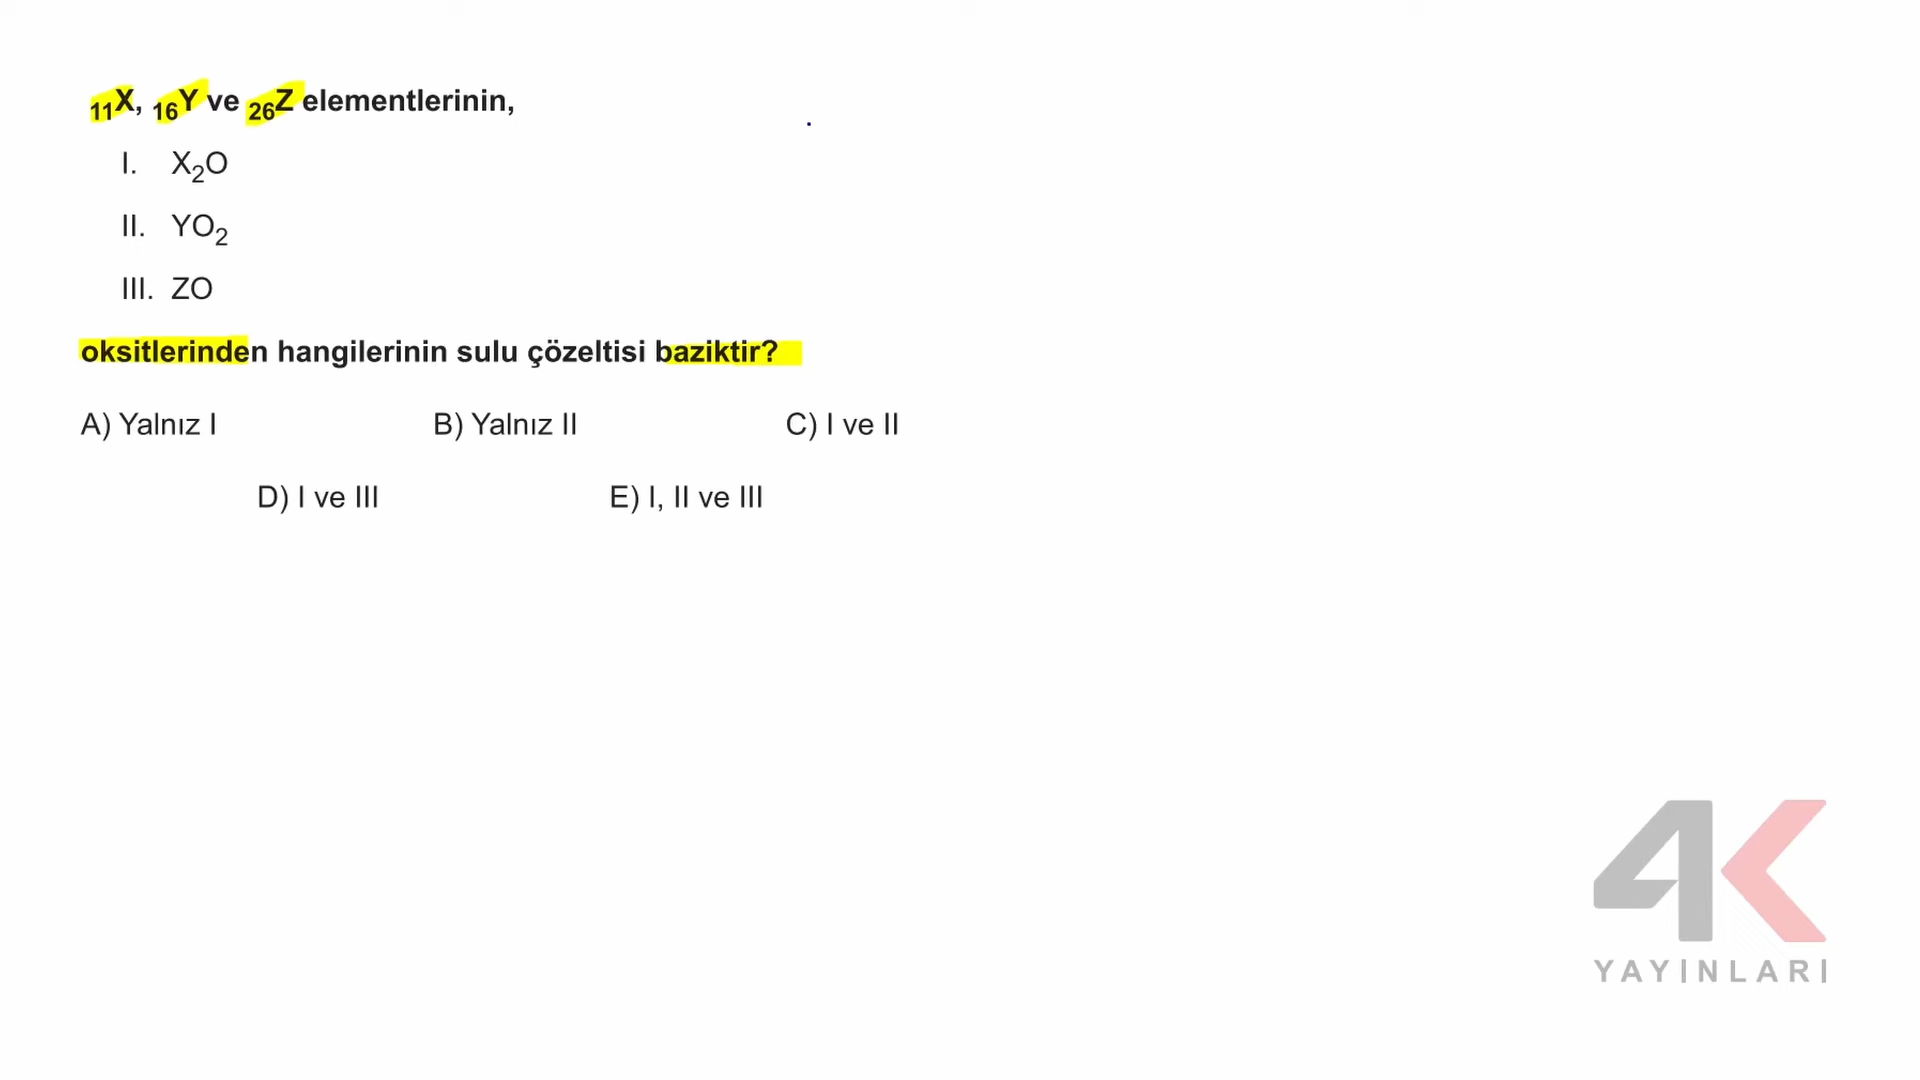 ₁₁X, ₁₆Y ve ₂₆Z elementlerinin,
I. X₂O
II. YO₂
III. ZO
oksitlerinden hangilerinin sulu çözeltisi baziktir?
A) Yalnız I B) Yalnız II C) I ve II
D) I ve III E) I, II ve III
4K
YAYINLARI